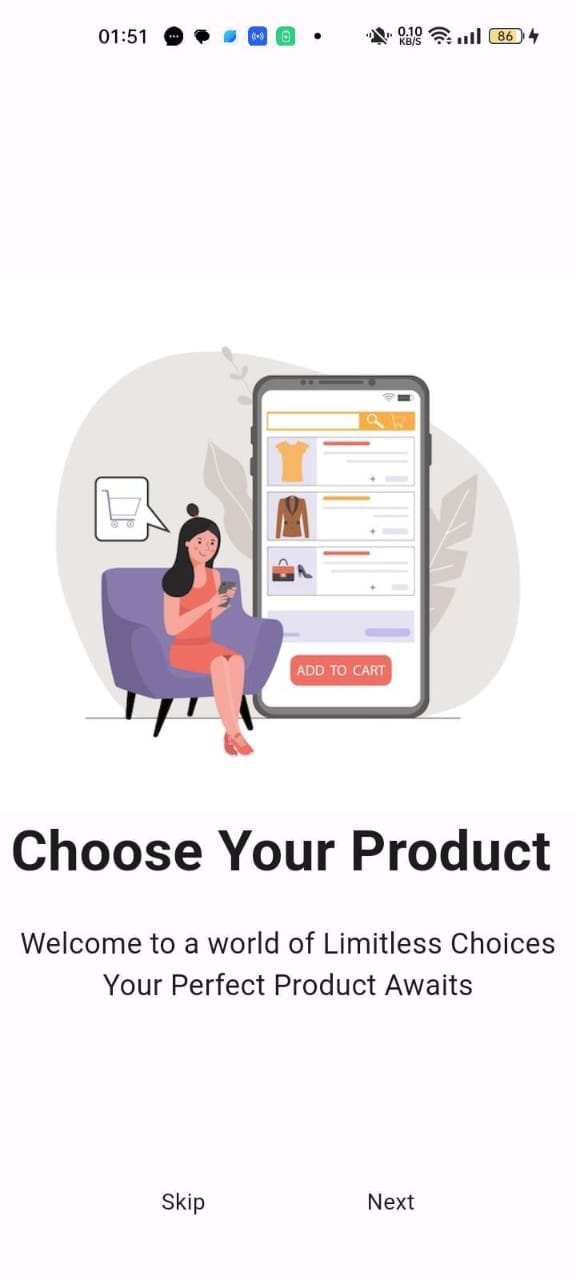 01:51
0.10
KB/S
86
ADD TO CART
Choose Your Product
Welcome to a world of Limitless Choices
Your Perfect Product Awaits
Skip
Next